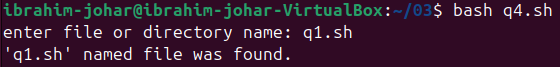 ibrahim-johar@ibrahim-johar-VirtualBox:~/03$ bash q4.sh
enter file or directory name: q1.sh
'q1.sh' named file was found.